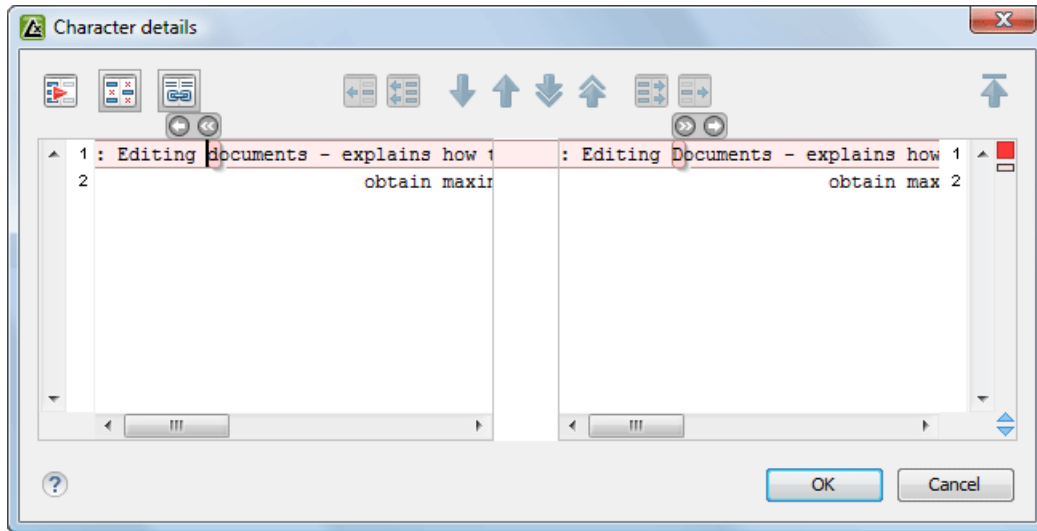 Character details
1 : Editing documents - explains how : Editing Documents - explains how 1
2 obtain obtain max 2
?
OK Cancel